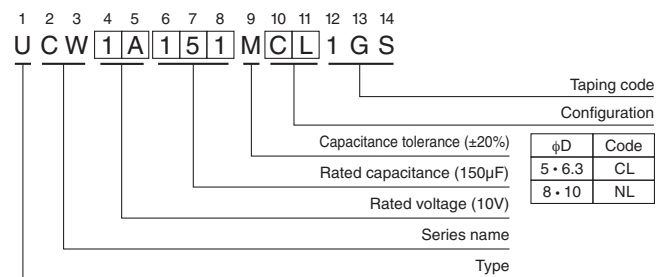 1 2 3 4 5 6 7 8 9 10 11 12 13 14
U C W 1 A 1 5 1 M C L 1 G S
Taping code
Configuration
Capacitance tolerance (±20%)
Rated capacitance (150µF)
Rated voltage (10V)
Series name
Type
ϕD Code
5 • 6.3 CL
8 • 10 NL